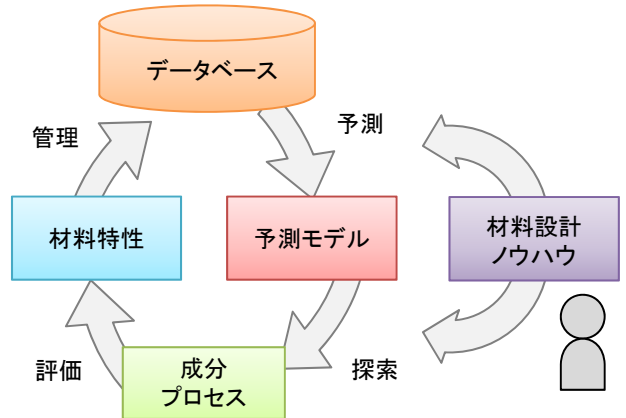 データベース
管理
予測
材料特性
予測モデル
材料設計
ノウハウ
評価
成分
プロセス
探索